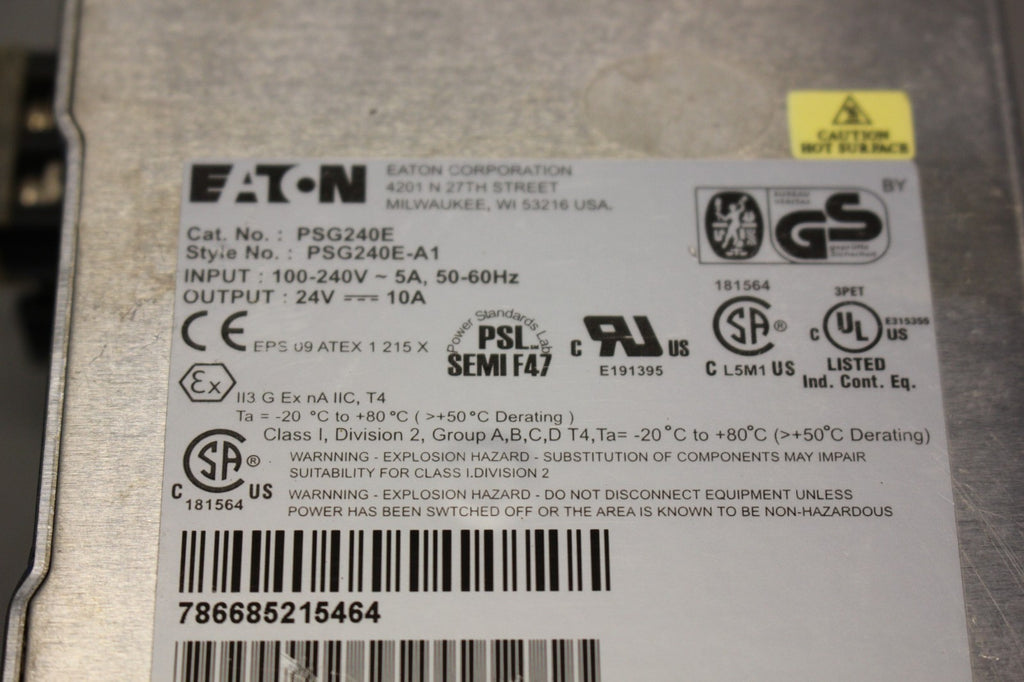 CAUTION
HOT SURFACE
EATON
EATON CORPORATION
4201 N 27TH STREET
MILWAUKEE, WI 53216 USA.
BY
GS
Cat. No. : PSG240E
Style No. : PSG240E-A1
INPUT : 100-240V ~ 5A, 50-60Hz
OUTPUT : 24V 10A
CE EPS 09 ATEX 1 215 X
Power Standards Lab
PSL
SEMI F47
C RU US
E191395
181564
SA ®
C L5M1 US
3PET
C UL US E315355
LISTED
Ind. Cont. Eq.
Ex
II3 G Ex nA IIC, T4
Ta = -20 °C to +80°C ( >+50°C Derating )
Class I, Division 2, Group A,B,C,D T4,Ta= -20°C to +80°C (>+50°C Derating)
SA ®
C US
181564
WARNNING - EXPLOSION HAZARD - SUBSTITUTION OF COMPONENTS MAY IMPAIR
SUITABILITY FOR CLASS I.DIVISION 2
WARNNING - EXPLOSION HAZARD - DO NOT DISCONNECT EQUIPMENT UNLESS
POWER HAS BEEN SWTCHED OFF OR THE AREA IS KNOWN TO BE NON-HAZARDOUS
786685215464